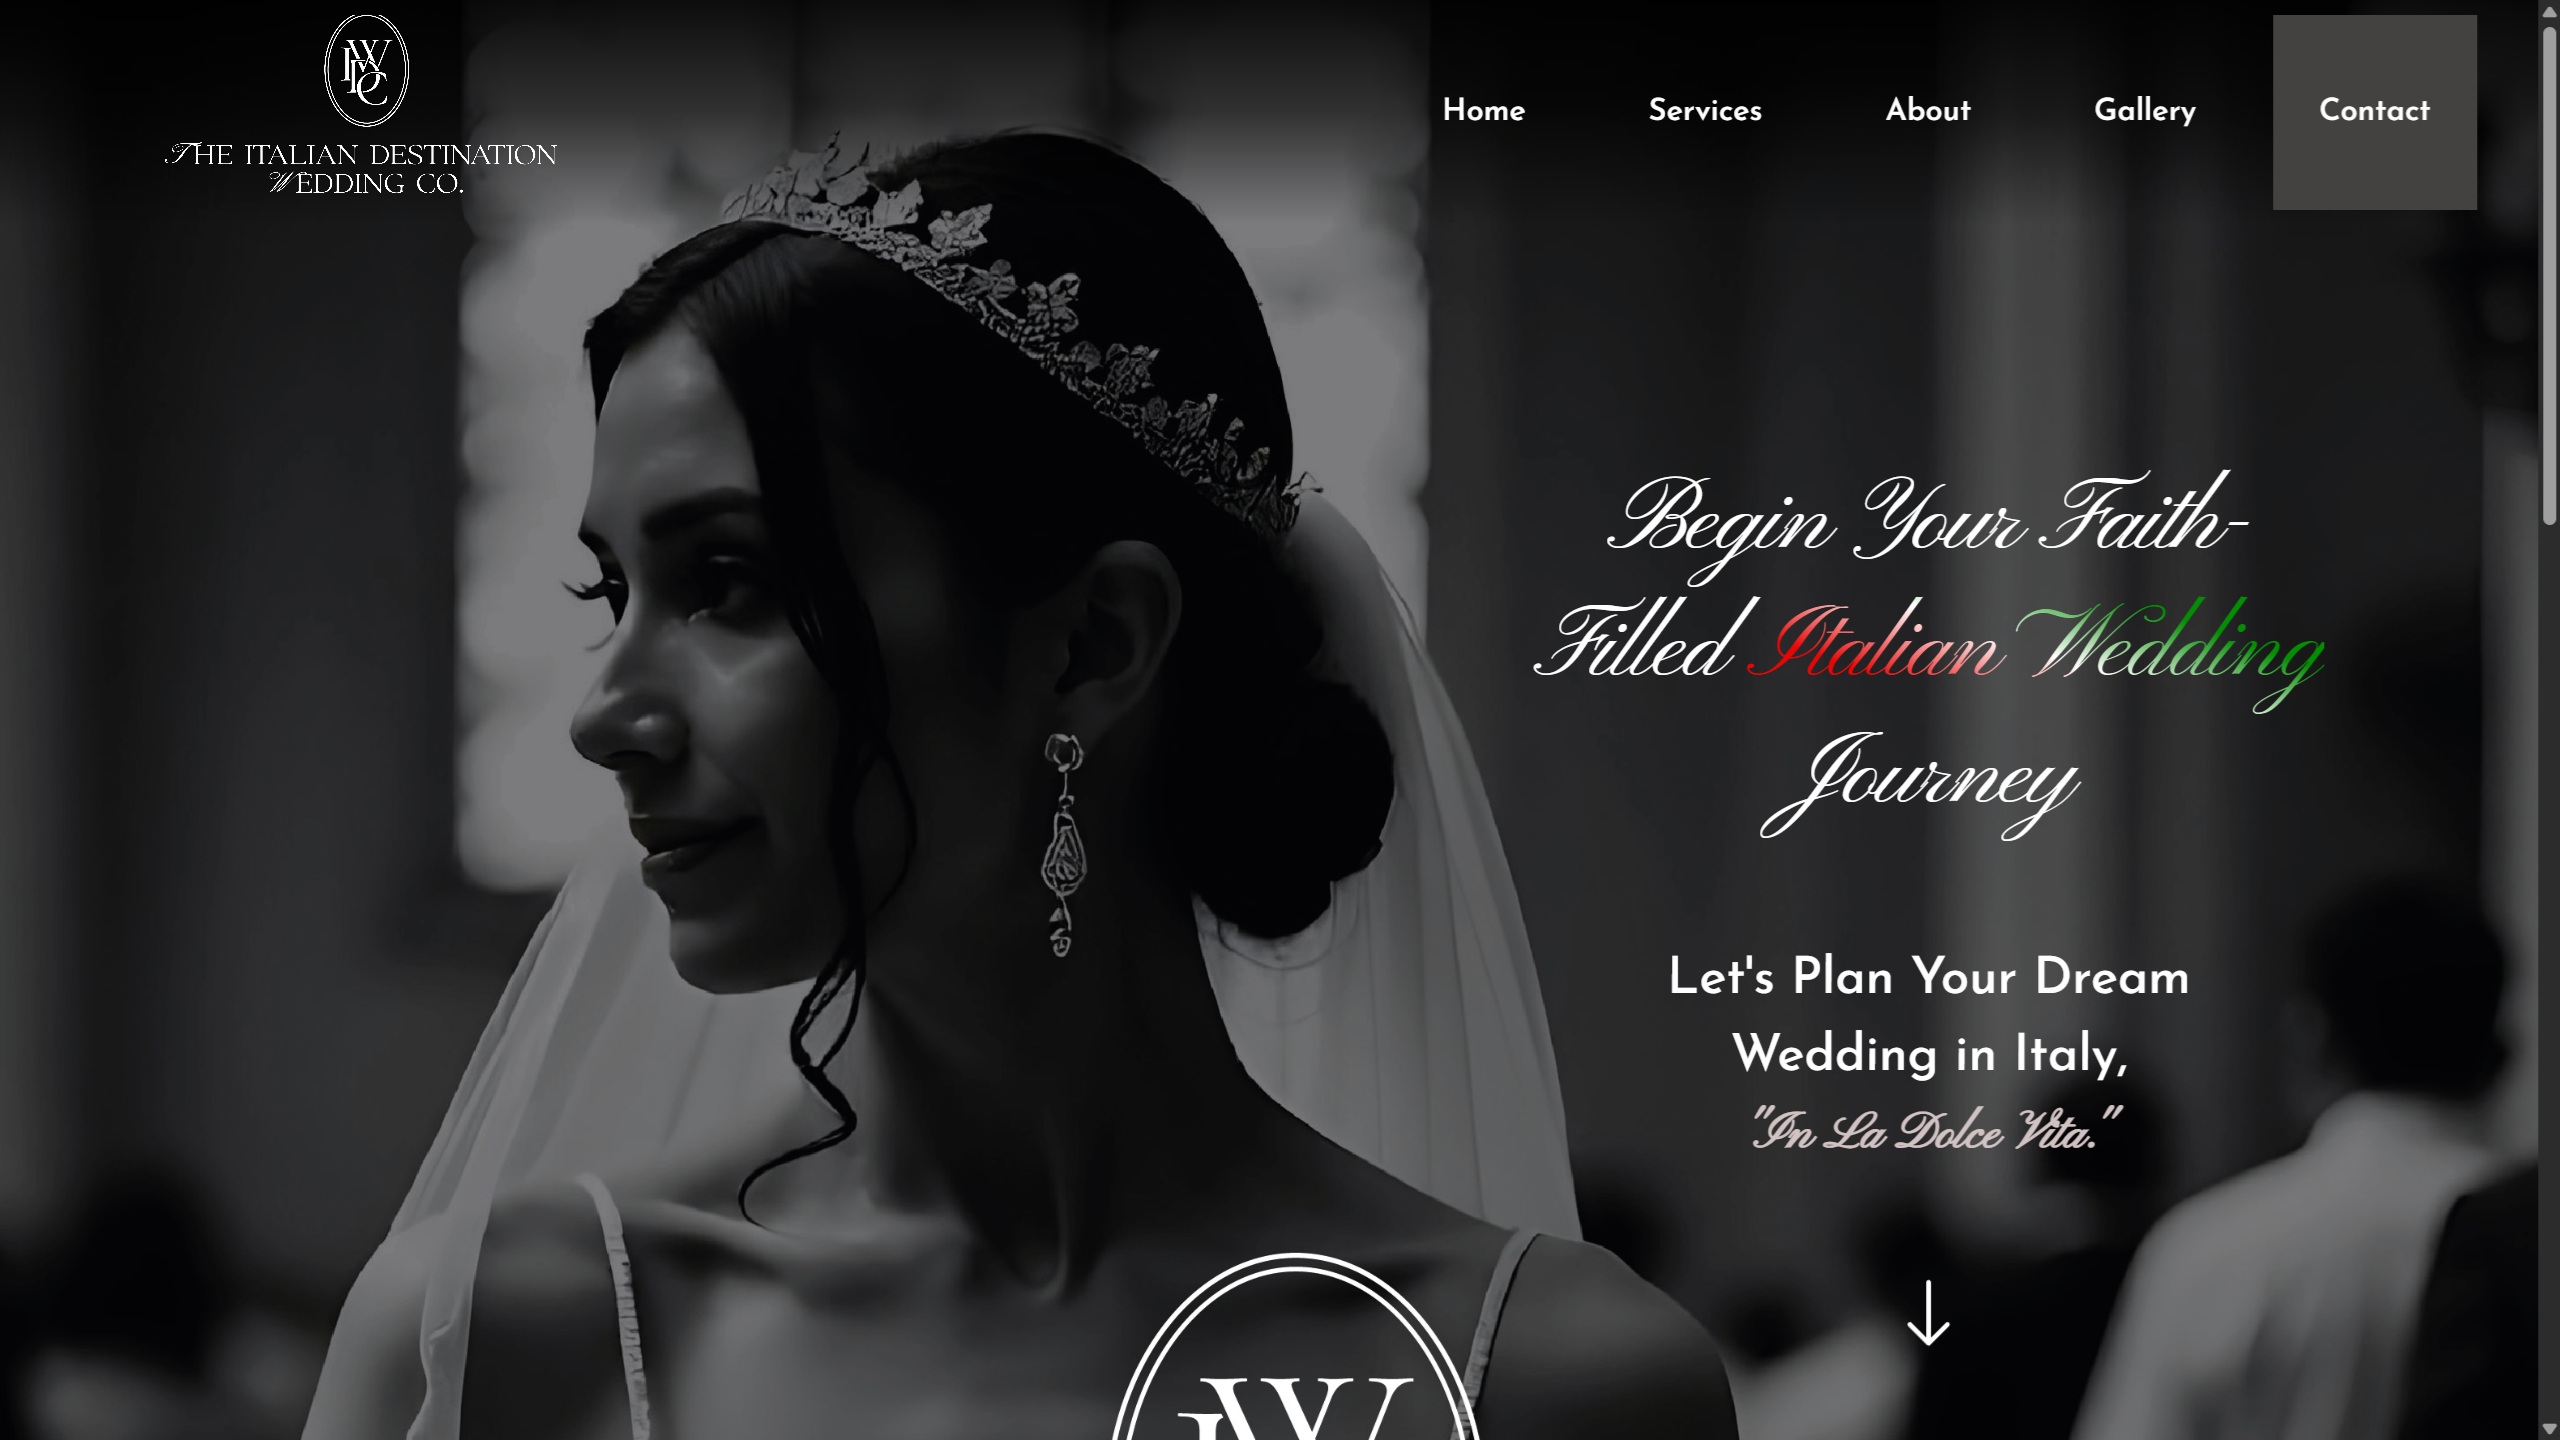 THE ITALIAN DESTINATION
WEDDING CO.
Home Services About Gallery Contact
Begin Your Faith-
Filled Italian Wedding
Journey
Let's Plan Your Dream
Wedding in Italy,
"In La Dolce Vita."